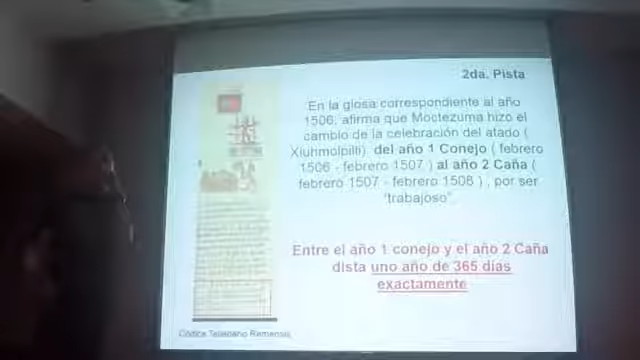 2da. Pista
En la glosa correspondiente al año
1506, afirma que Moctezuma hizo el
cambio de la celebración del atado (
Xiuhmolpilli) del año 1 Conejo ( febrero
1506 - febrero 1507 ) al año 2 Caña (
febrero 1507 - febrero 1508 ) , por ser
"trabajoso".
Entre el año 1 conejo y el año 2 Caña
dista uno año de 365 días
exactamente
Códice Telleriano Remensis